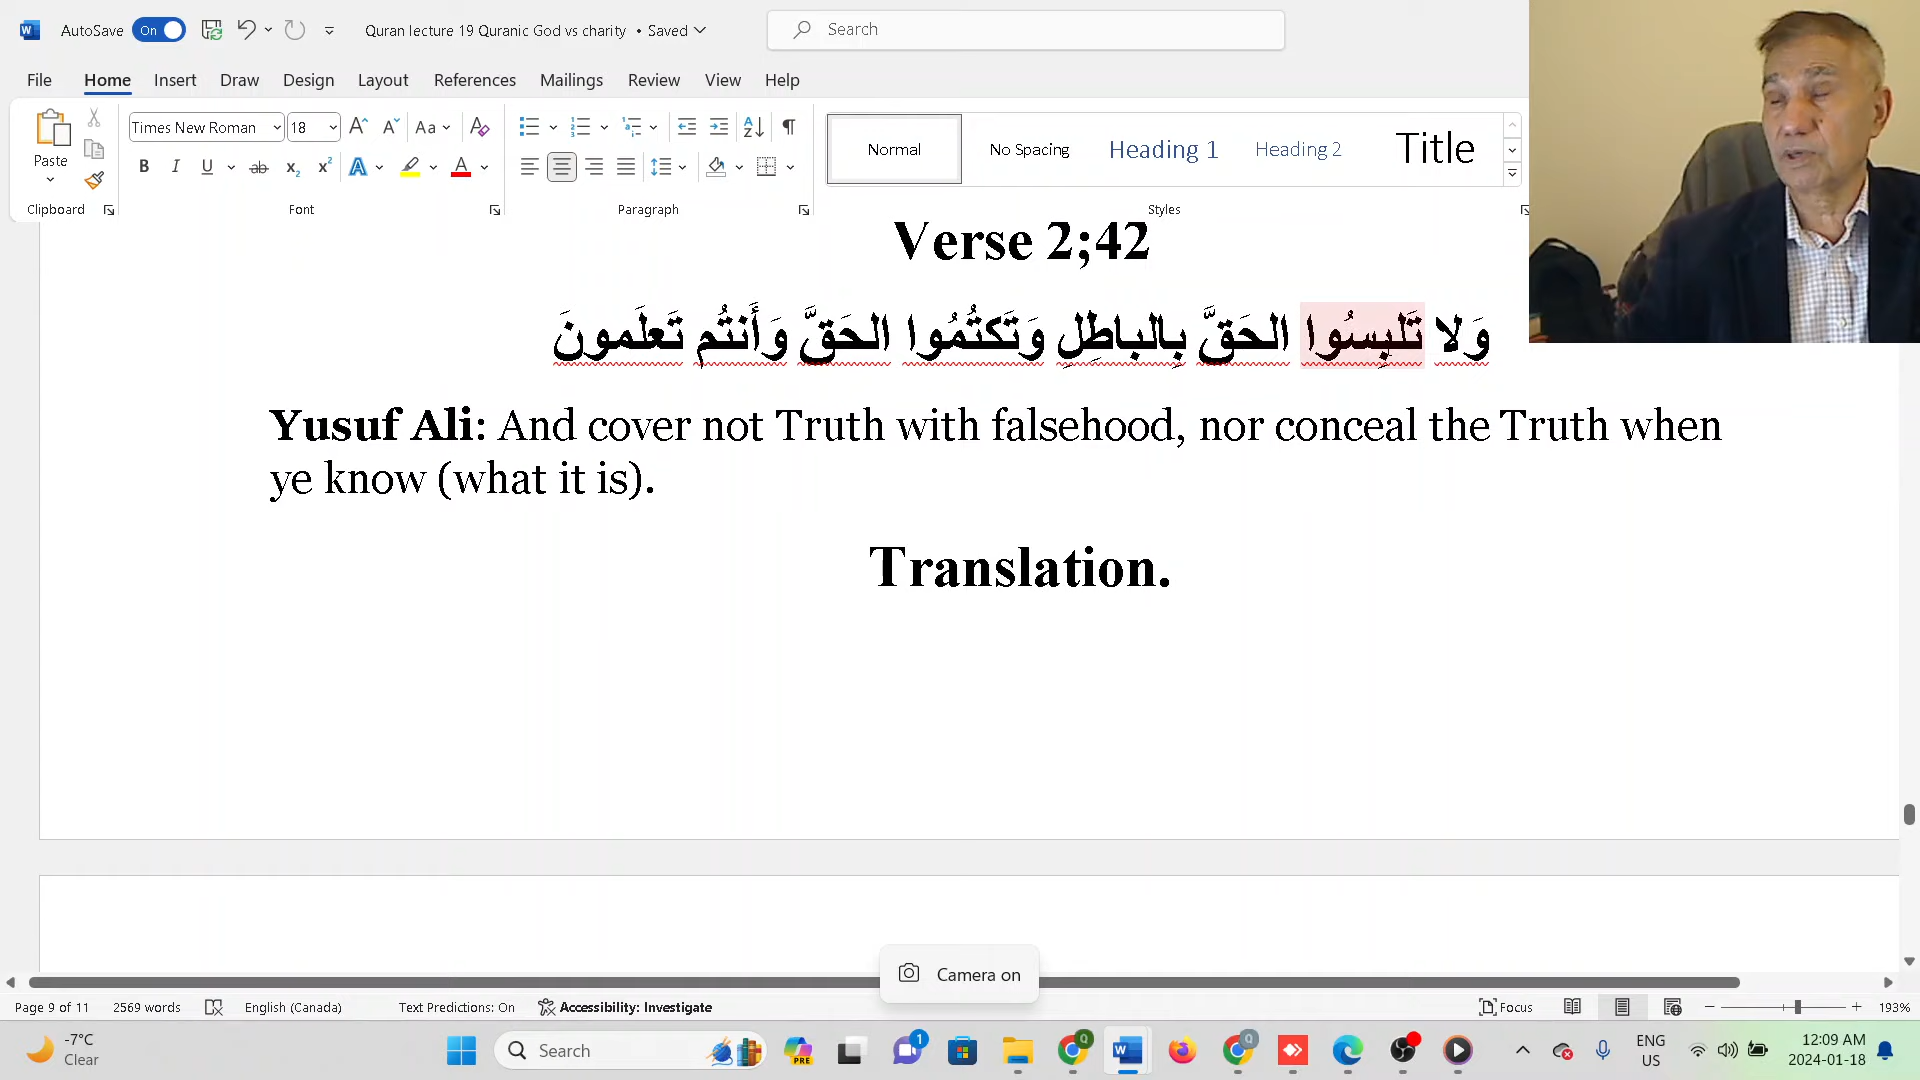 AutoSave On Quran lecture 19 Quranic God vs charity • Saved Search
File Home Insert Draw Design Layout References Mailings Review View Help
Paste Times New Roman 18 Aa Normal No Spacing Heading 1 Heading 2 Title
Clipboard Font Paragraph Styles
Verse 2;42
وَلا تَلبِسُوا الحَقَّ بِالباطِلِ وَتَكتُمُوا الحَقَّ وَأَنتُم تَعلَمونَ
Yusuf Ali: And cover not Truth with falsehood, nor conceal the Truth when
ye know (what it is).
Translation.
Camera on
Page 9 of 11 2569 words English (Canada) Text Predictions: On Accessibility: Investigate Focus 193%
-7°C
Clear
Search
PRE
1
ENG
US
12:09 AM
2024-01-18